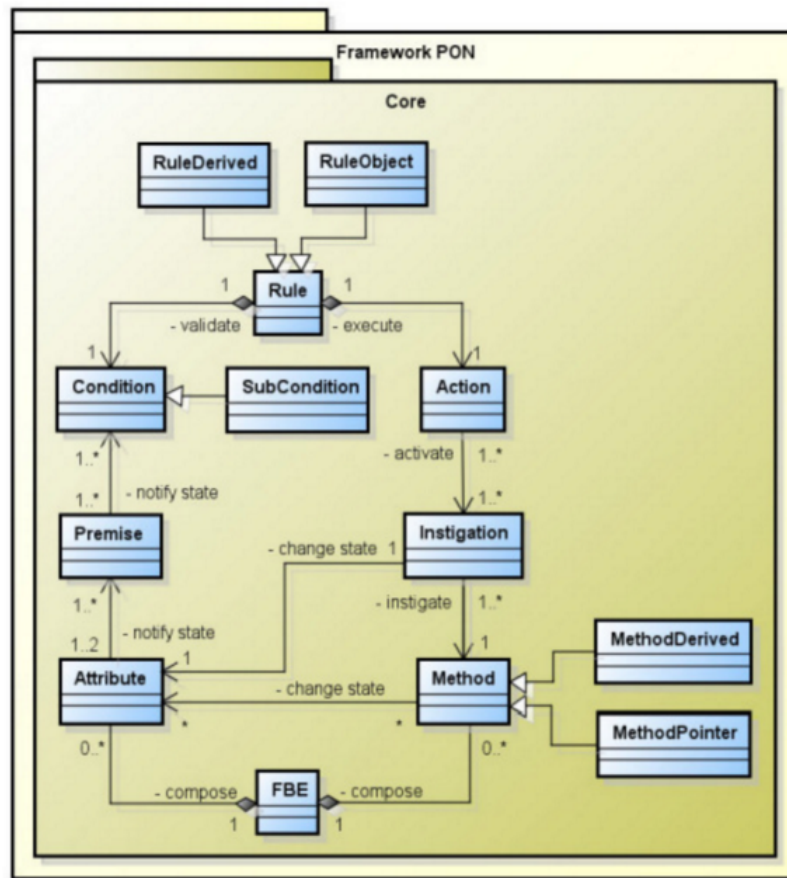 Framework PON
Core
RuleDerived
RuleObject
1
Rule
1
- validate
- execute
1
1
Condition
SubCondition
Action
1..*
- activate
1..*
1..*
- notify state
1..*
Premise
- change state
1
Instigation
1..*
- instigate
1..*
1..2
- notify state
1
1
MethodDerived
Attribute
- change state
Method
0..*
*
*
0..*
MethodPointer
- compose
FBE
- compose
1
1